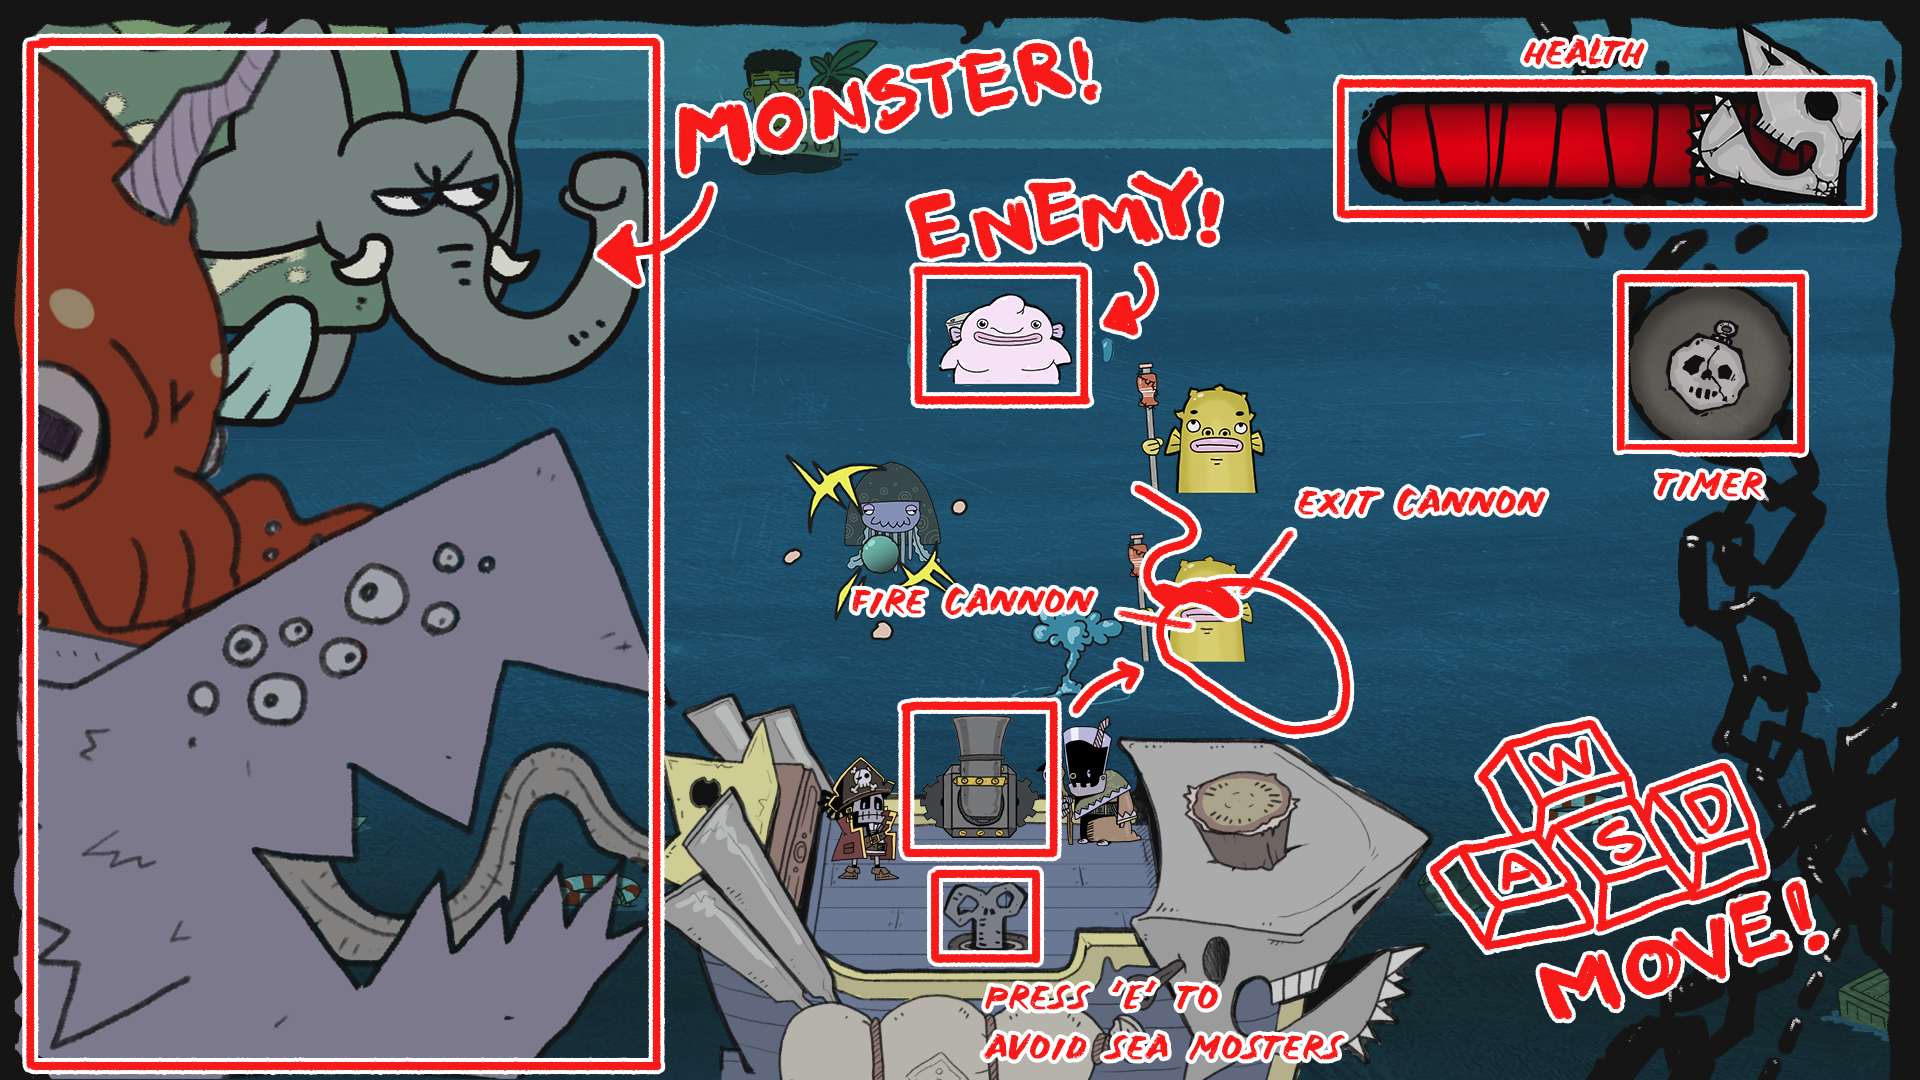 HEALTH
MONSTER!
ENEMY!
TIMER
EXIT CANNON
FIRE CANNON
W
A S D
MOVE!
PRESS 'E' TO
AVOID SEA MOSTERS